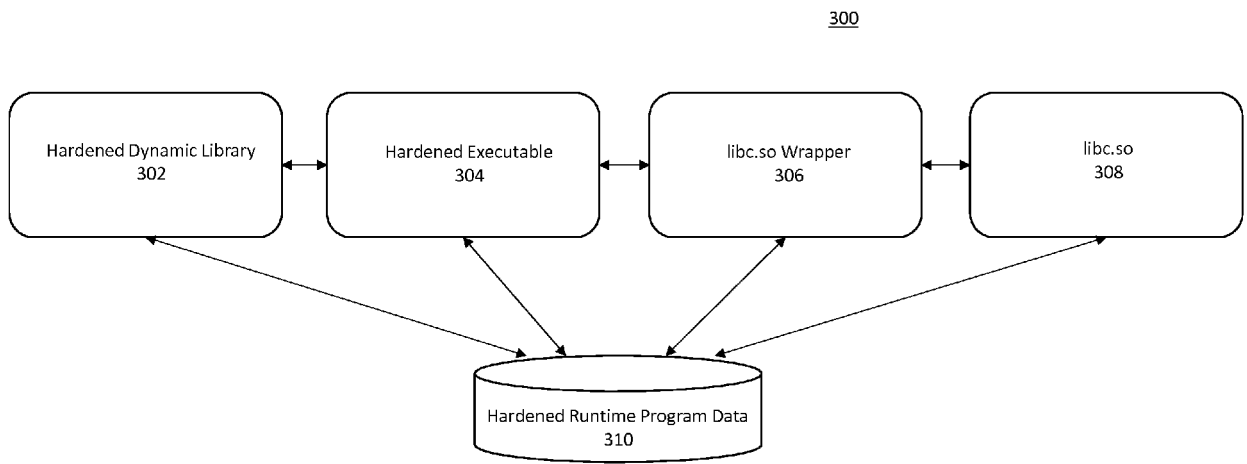 300
Hardened Dynamic Library
302
Hardened Executable
304
libc.so Wrapper
306
libc.so
308
Hardened Runtime Program Data
310